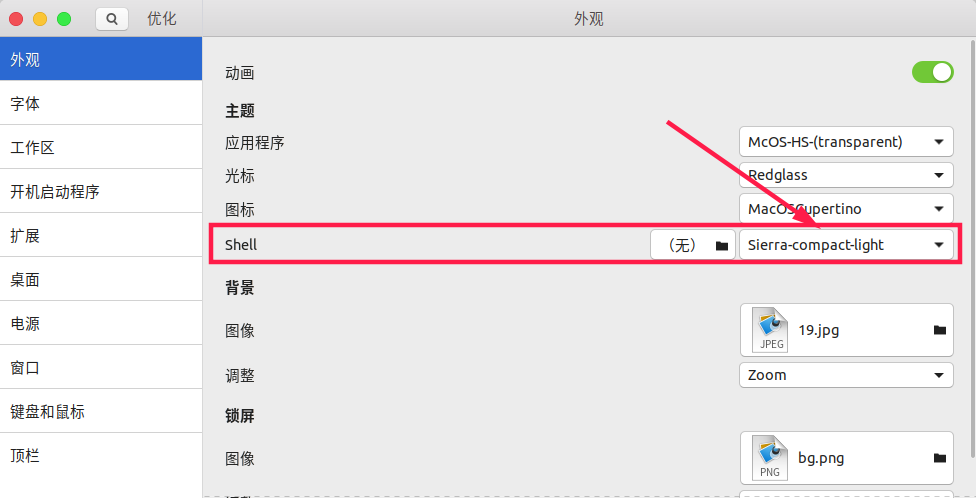 优化
外观
外观
字体
工作区
开机启动程序
扩展
桌面
电源
窗口
键盘和鼠标
顶栏
动画
主题
应用程序 McOS-HS-(transparent)
光标 Redglass
图标 MacOSCupertino
Shell （无） Sierra-compact-light
背景
图像 JPEG 19.jpg
调整 Zoom
锁屏
图像 PNG bg.png